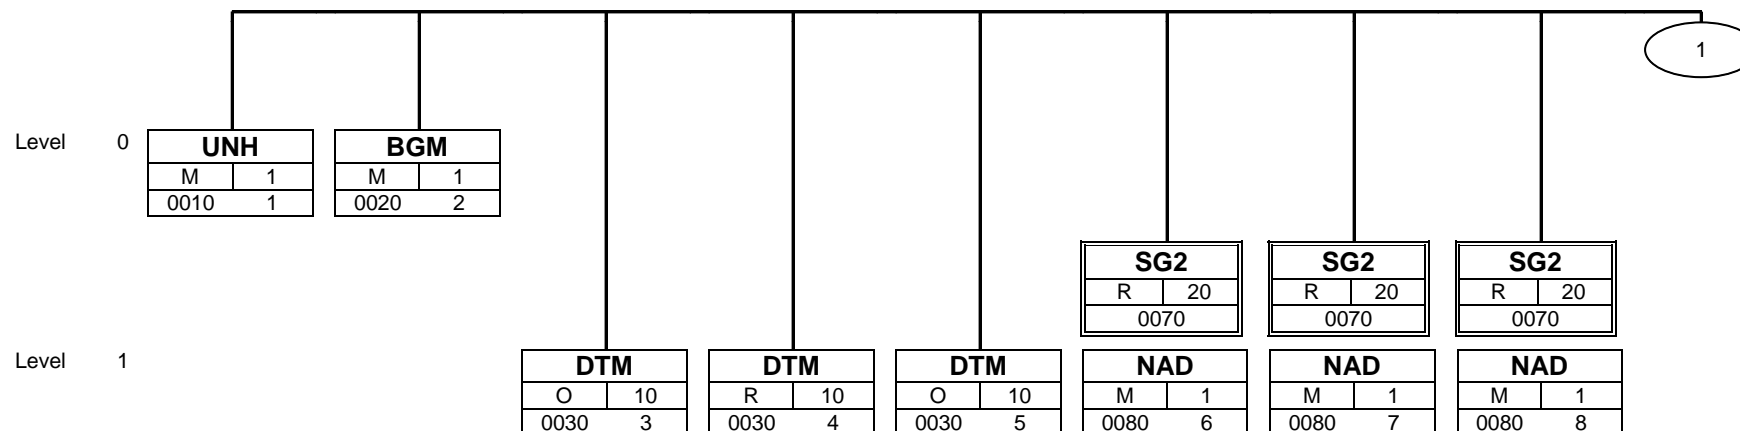 1
Level 0
UNH BGM
M 1 M 1
0010 1 0020 2
SG2 SG2 SG2
R 20 R 20 R 20
0070 0070 0070
Level 1
DTM DTM DTM NAD NAD NAD
O 10 R 10 O 10 M 1 M 1 M 1
0030 3 0030 4 0030 5 0080 6 0080 7 0080 8